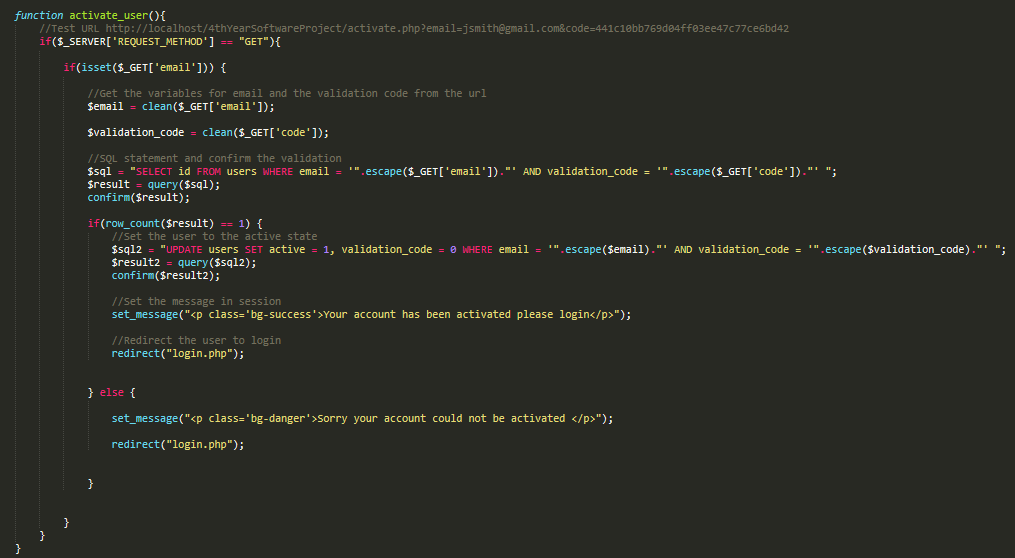 function activate_user(){
//Test URL http://localhost/4thYearSoftwareProject/activate.php?email=jsmith@gmail.com&code=441c10bb769d04ff03ee47c77ce6bd42
if($_SERVER['REQUEST_METHOD'] == "GET"){
if(isset($_GET['email'])) {
//Get the variables for email and the validation code from the url
$email = clean($_GET['email']);
$validation_code = clean($_GET['code']);
//SQL statement and confirm the validation
$sql = "SELECT id FROM users WHERE email = '".escape($_GET['email'])."' AND validation_code = '".escape($_GET['code'])."' ";
$result = query($sql);
confirm($result);
if(row_count($result) == 1) {
//Set the user to the active state
$sql2 = "UPDATE users SET active = 1, validation_code = 0 WHERE email = '".escape($email)."' AND validation_code = '".escape($validation_code)."' ";
$result2 = query($sql2);
confirm($result2);
//Set the message in session
set_message("<p class='bg-success'>Your account has been activated please login</p>");
//Redirect the user to login
redirect("login.php");
} else {
set_message("<p class='bg-danger'>Sorry your account could not be activated </p>");
redirect("login.php");
}
}
}
}